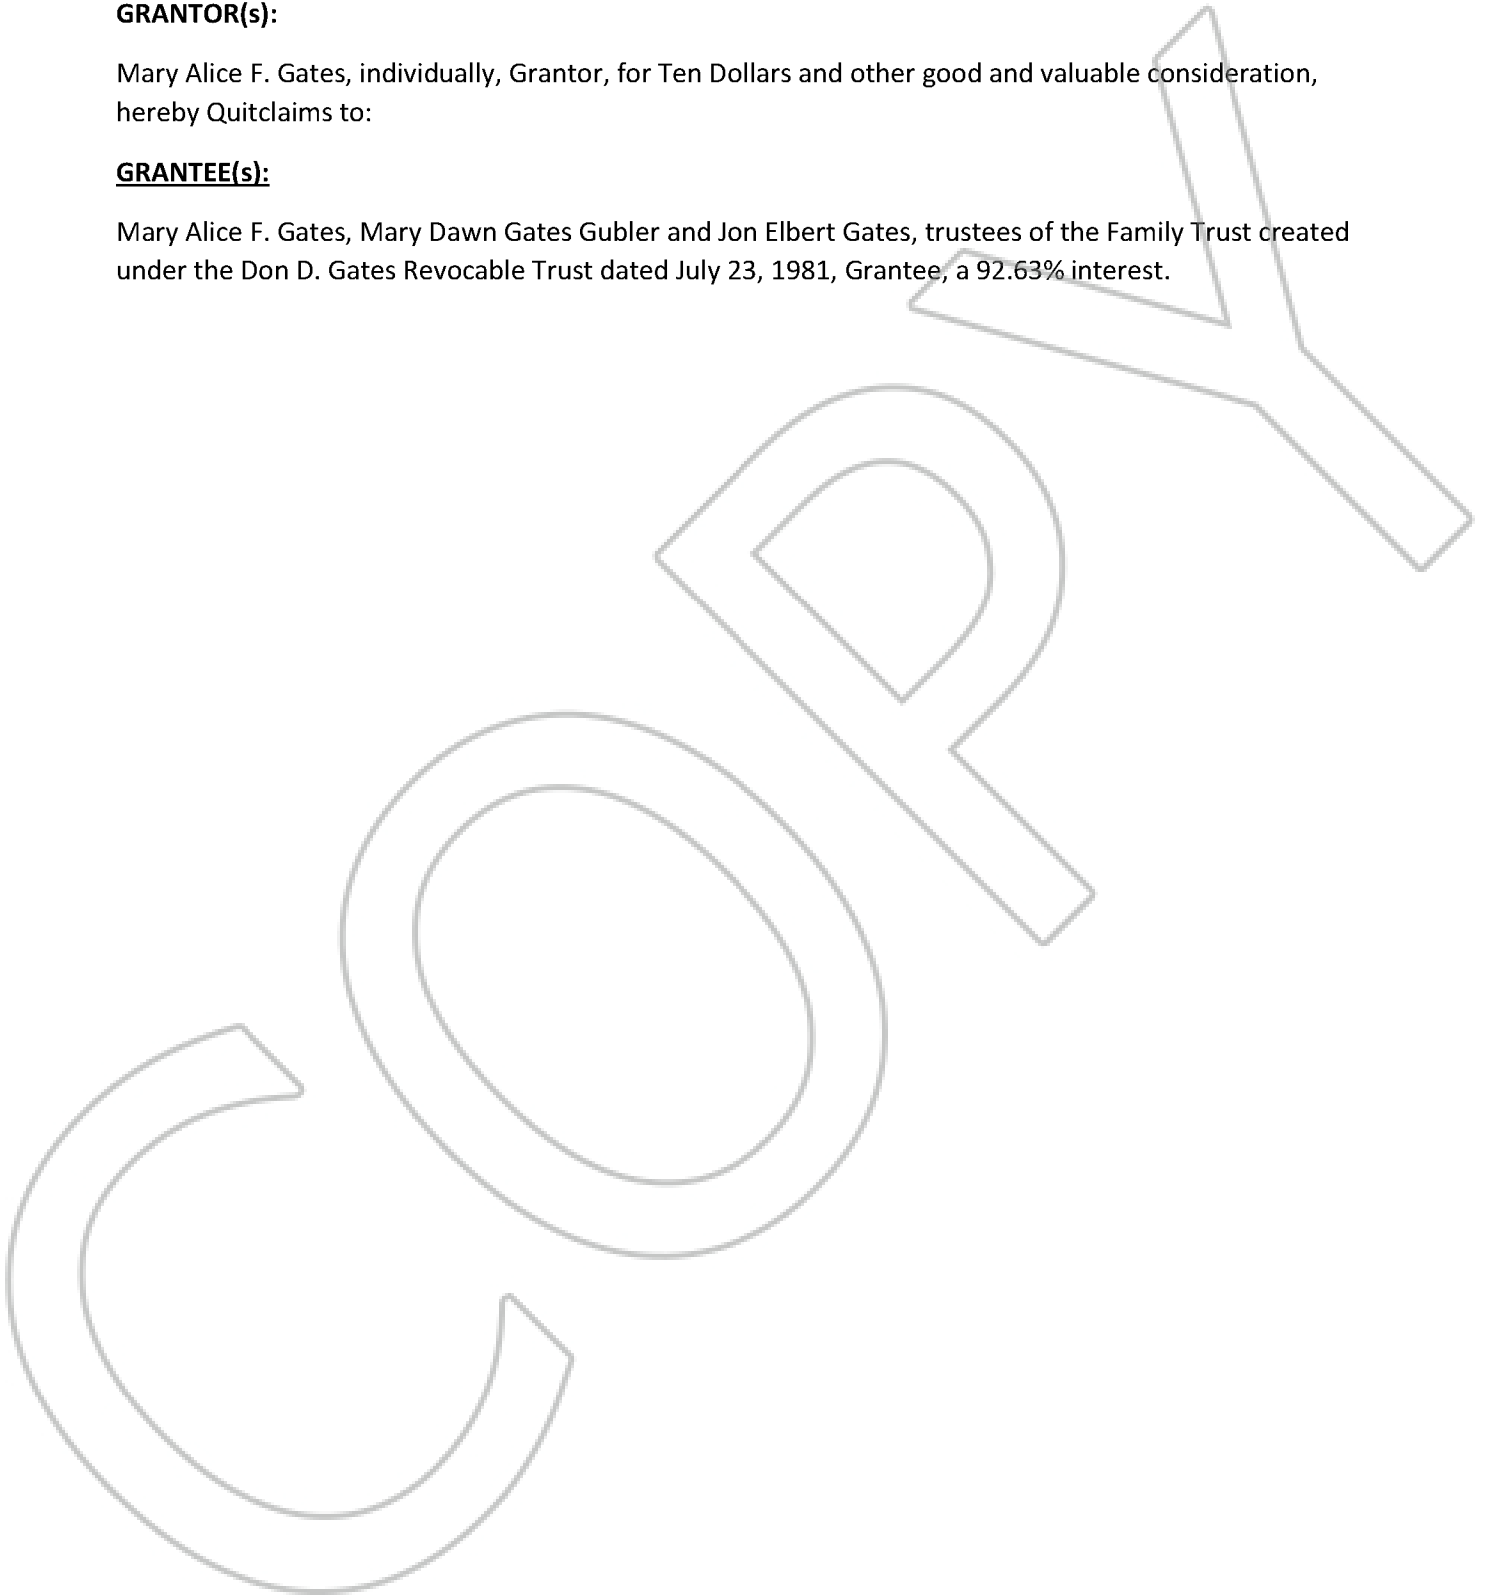 GRANTOR(s):
Mary Alice F. Gates, individually, Grantor, for Ten Dollars and other good and valuable consideration,
hereby Quitclaims to:
GRANTEE(s):
Mary Alice F. Gates, Mary Dawn Gates Gubler and Jon Elbert Gates, trustees of the Family Trust created
under the Don D. Gates Revocable Trust dated July 23, 1981, Grantee, a 92.63% interest.
COPY